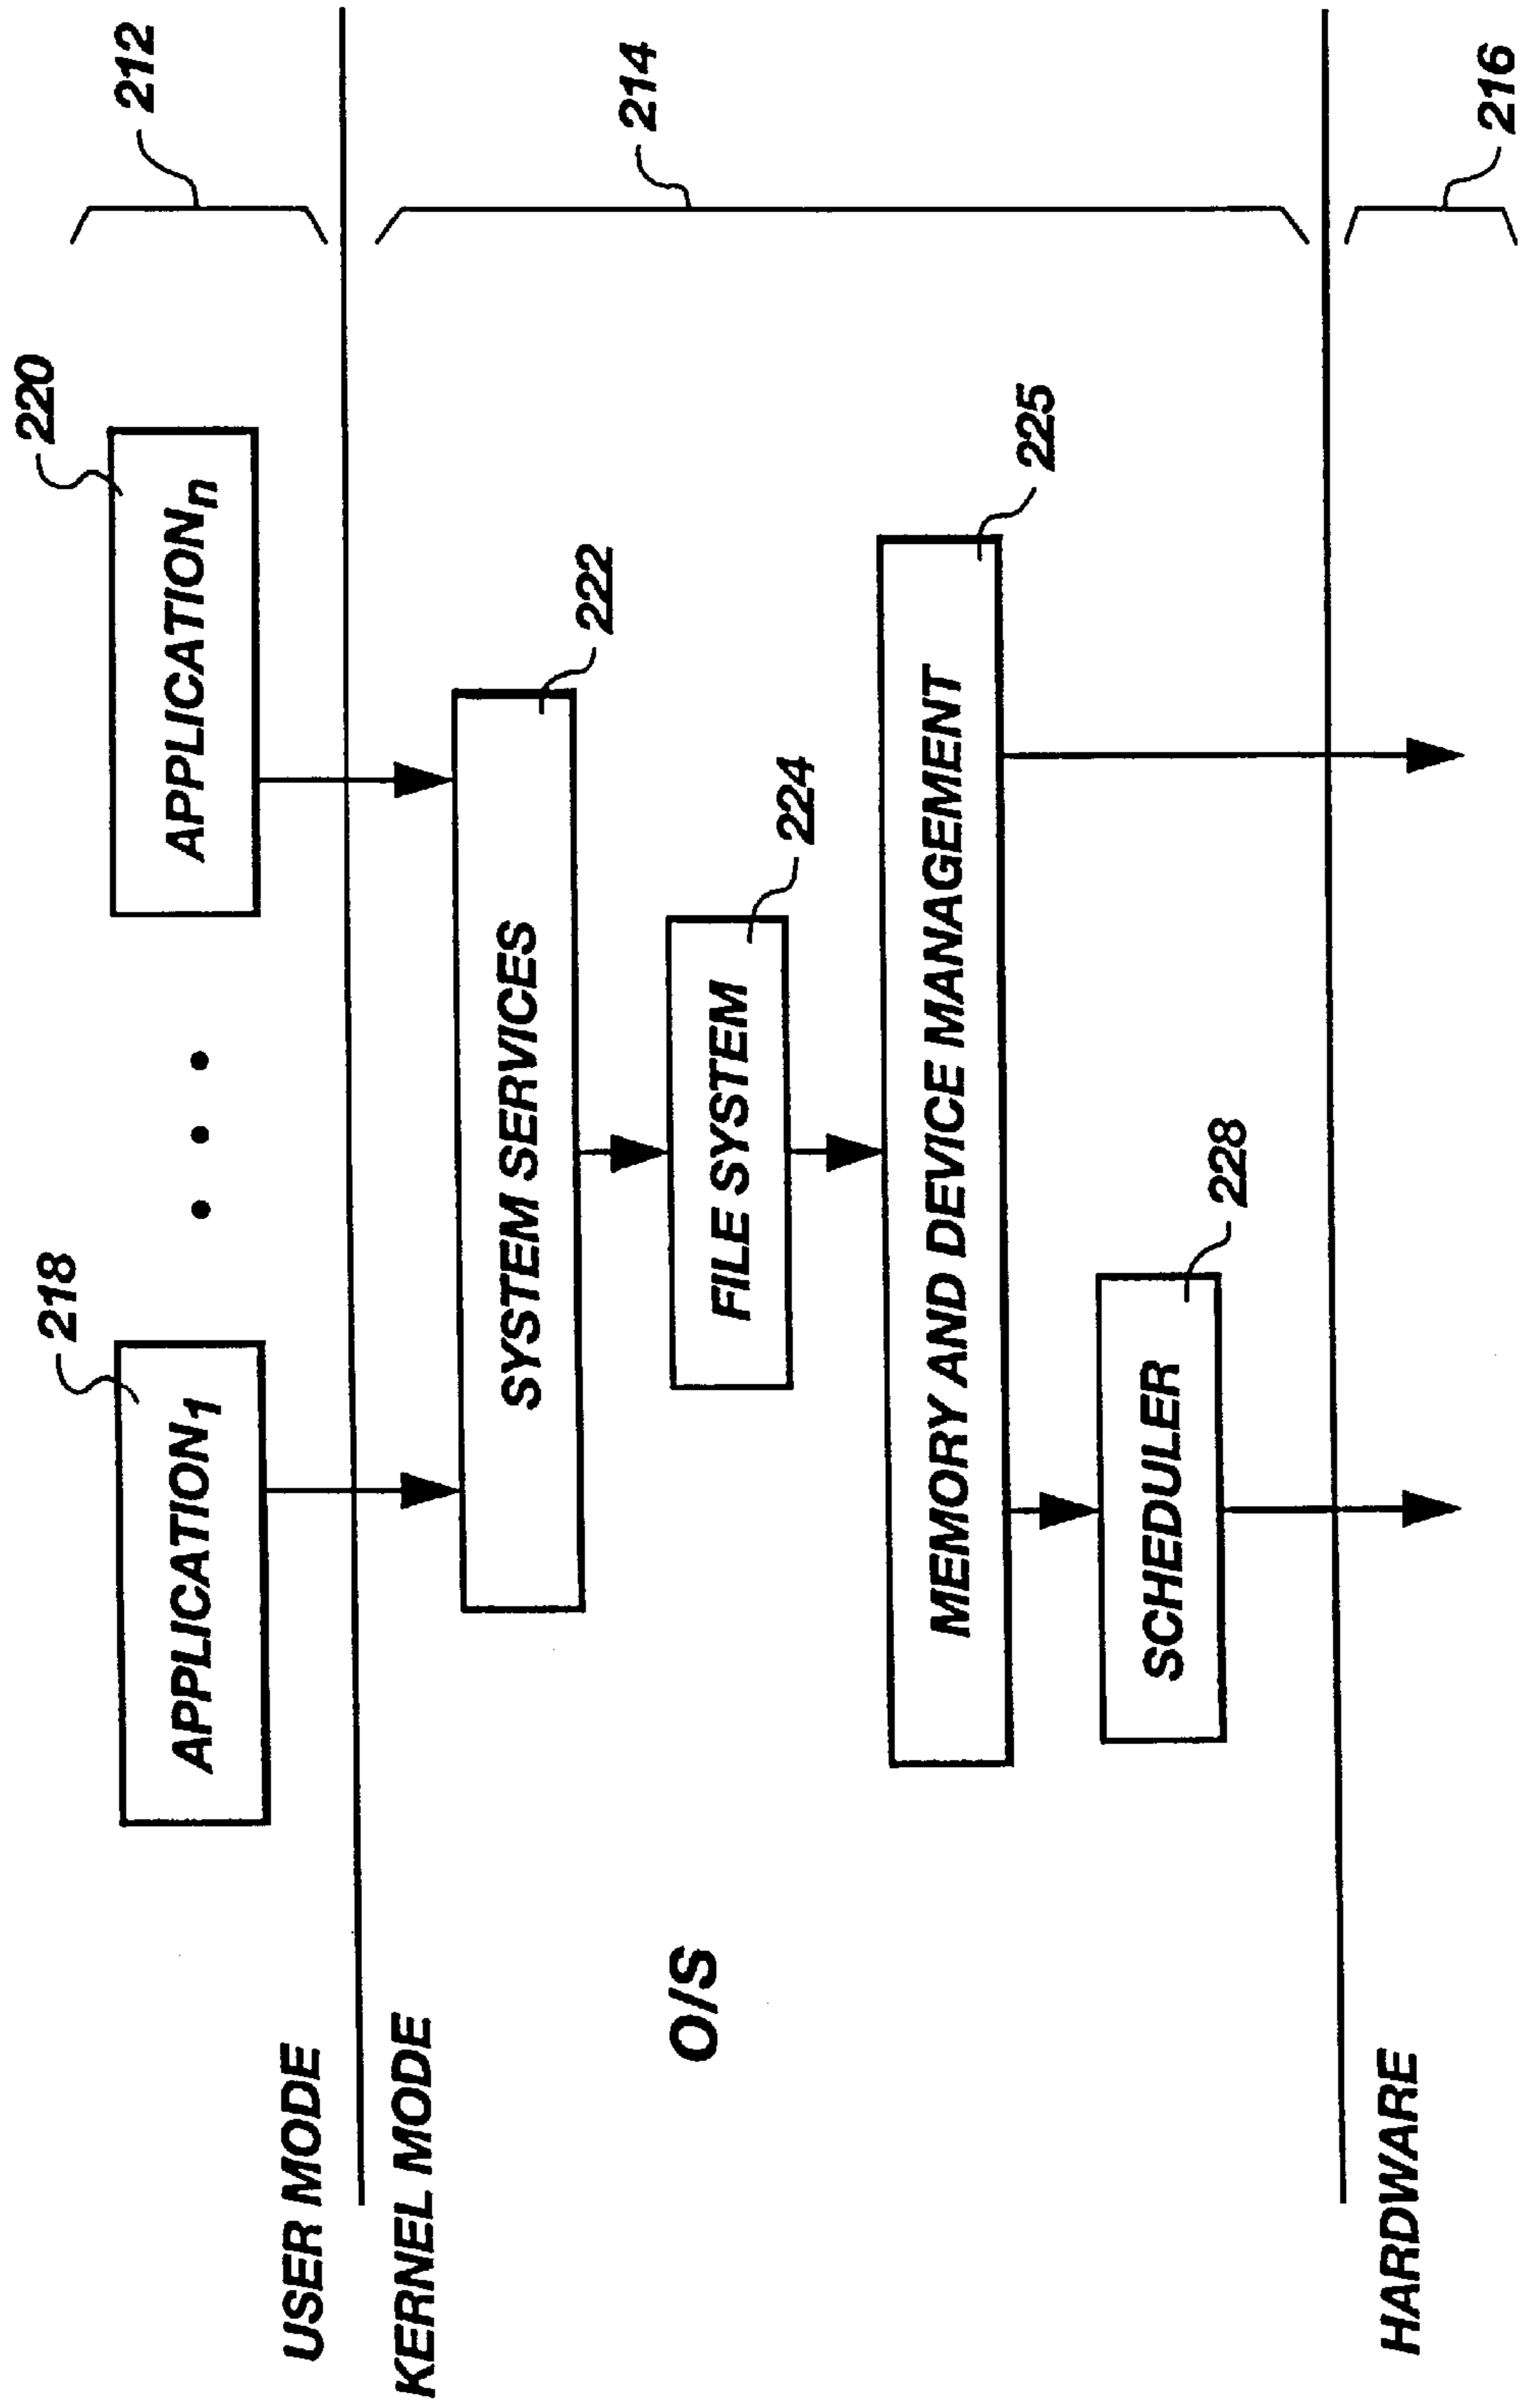 218
220
212
APPLICATION1
• • •
APPLICATIONn
USER MODE
KERNEL MODE
222
SYSTEM SERVICES
214
O/S
224
FILE SYSTEM
225
MEMORY AND DEVICE MANAGEMENT
228
SCHEDULER
HARDWARE
216